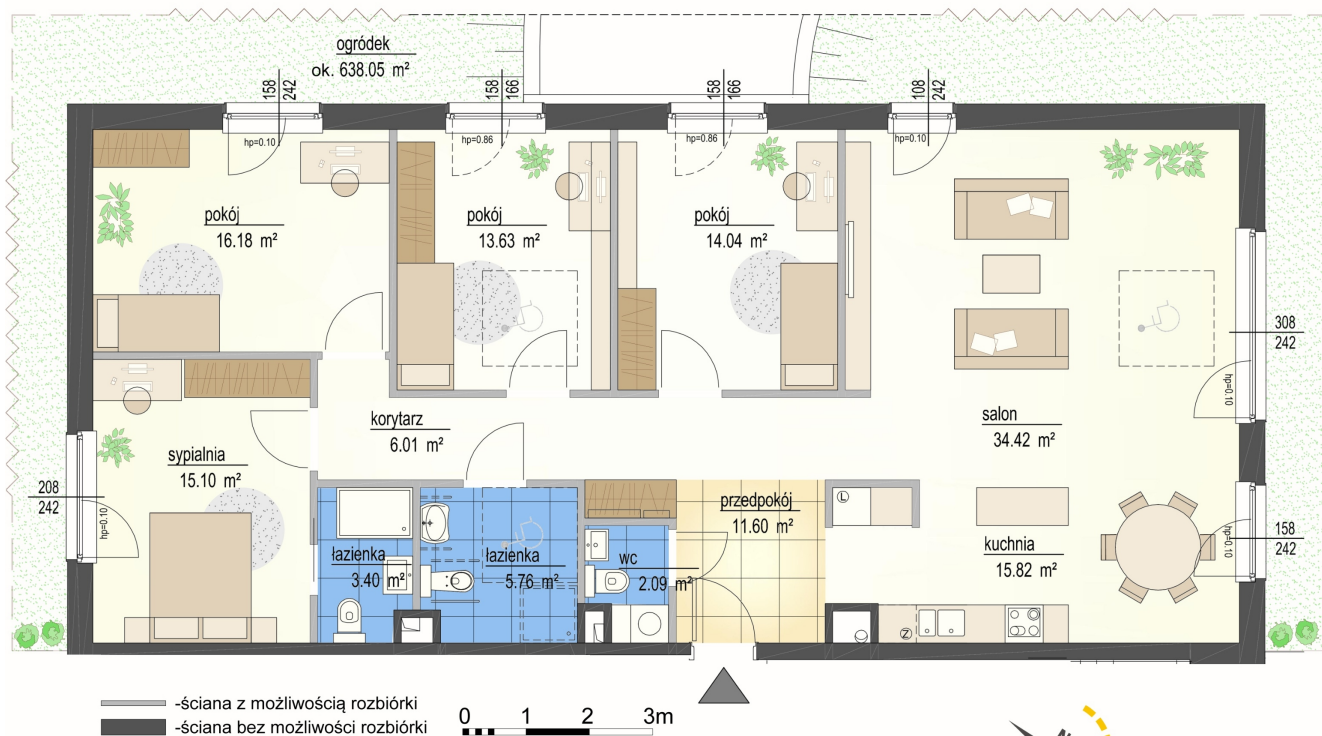 ogródek
ok. 638.05 m²
158
242
158
166
158
166
108
242
hp=0.10
hp=0.86
hp=0.86
hp=0.10
pokój
16.18 m²
pokój
13.63 m²
pokój
14.04 m²
308
242
hp=0.10
korytarz
6.01 m²
salon
34.42 m²
sypialnia
15.10 m²
208
242
hp=0.10
L
przedpokój
11.60 m²
łazienka
3.40 m²
łazienka
5.76 m²
wc
2.09 m²
kuchnia
15.82 m²
158
242
hp=0.10
Z
-ściana z możliwością rozbiórki
-ściana bez możliwości rozbiórki
0 1 2 3m
N